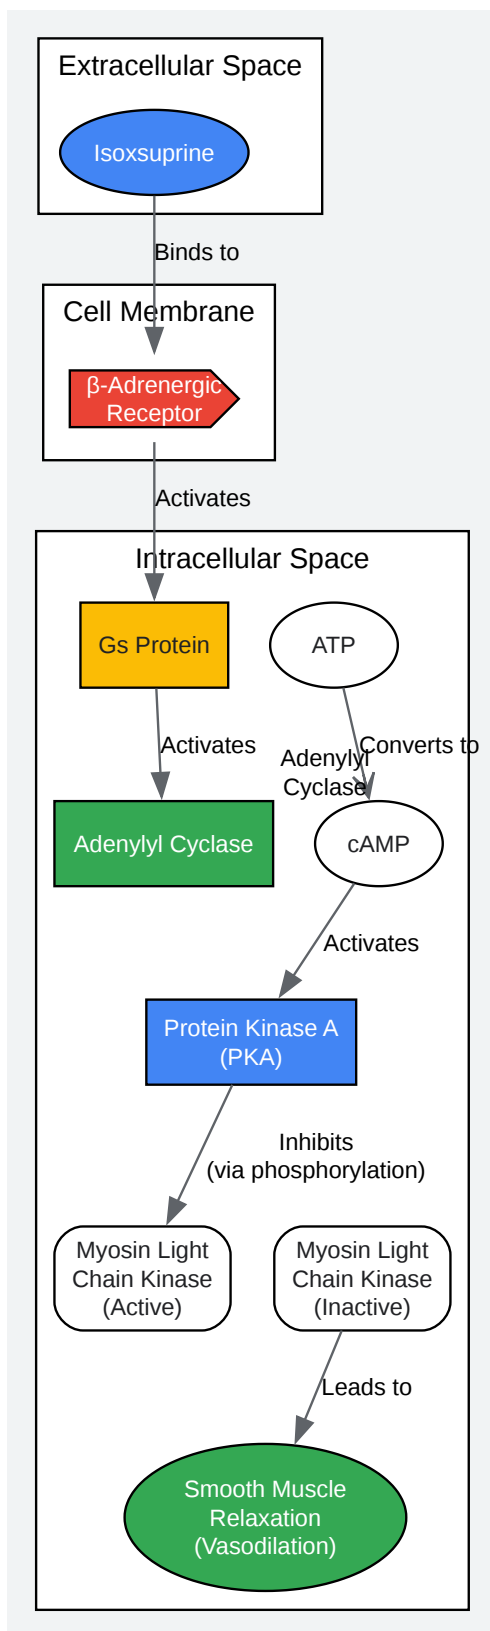 Extracellular Space
Isoxsuprine
Binds to
Cell Membrane
β-Adrenergic
Receptor
Activates
Intracellular Space
Gs Protein
ATP
Activates
Converts to
Adenylyl
Cyclase
Adenylyl Cyclase
cAMP
Activates
Protein Kinase A
(PKA)
Inhibits
(via phosphorylation)
Myosin Light
Chain Kinase
(Active)
Myosin Light
Chain Kinase
(Inactive)
Leads to
Smooth Muscle
Relaxation
(Vasodilation)